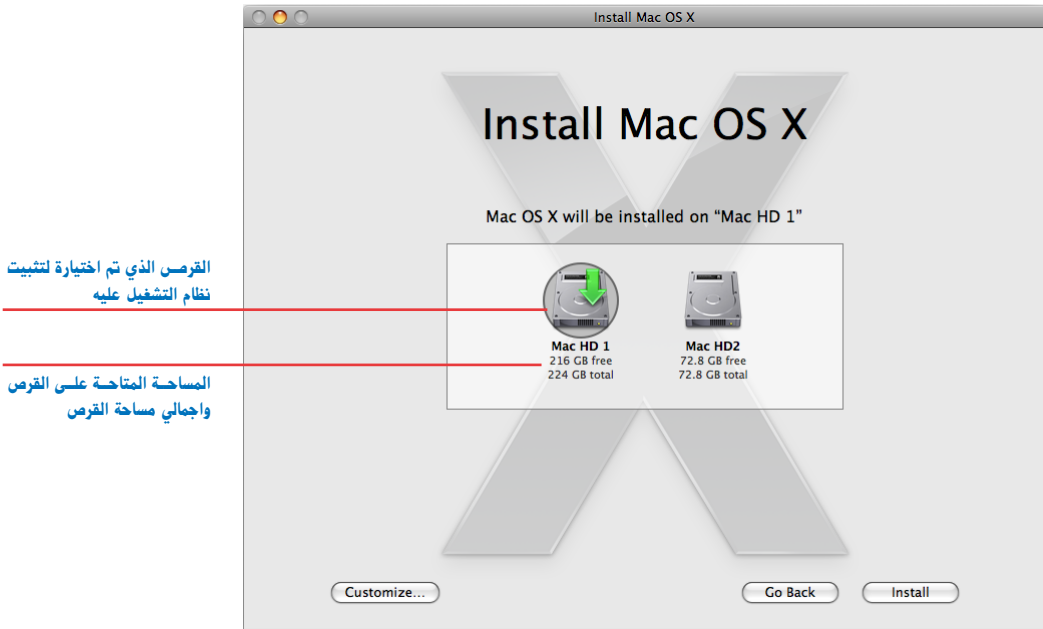 Install Mac OS X
Install Mac OS X
Mac OS X will be installed on “Mac HD 1”
القرص الذي تم اختيارة لتثبيت
نظام التشغيل عليه
Mac HD 1
216 GB free
224 GB total
Mac HD2
72.8 GB free
72.8 GB total
المساحة المتاحة على القرص
واجمالي مساحة القرص
Customize...
Go Back
Install